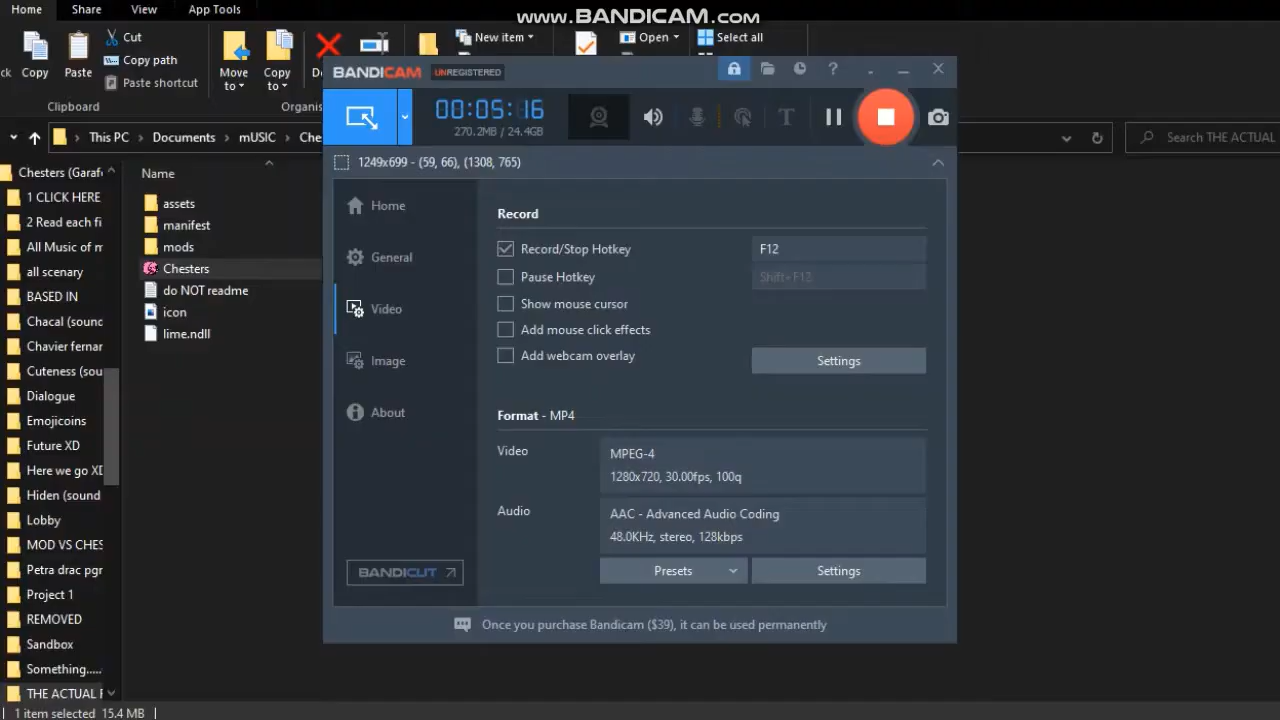 Home Share View App Tools
www.BANDICAM.com
Cut
New item
Open
Select all
Copy path
Paste shortcut
Copy
Paste
Move to
Copy to
Clipboard
Organis
This PC Documents mUSIC Che
Search THE ACTUAL
Chesters (Garaf
1 CLICK HERE
2 Read each fi
All Music of m
all scenary
BASED IN
Chacal (sound
Chavier fernar
Cuteness (sou
Dialogue
Emojicoins
Future XD
Here we go XD
Hiden (sound
Lobby
MOD VS CHES
Petra drac pgr
Project 1
REMOVED
Sandbox
Something.....
THE ACTUAL F
Name
assets
manifest
mods
Chesters
do NOT readme
icon
lime.ndll
1 item selected 15.4 MB
BANDICAM UNREGISTERED
00:05:16
270.2MB / 24.4GB
1249x699 - (59, 66), (1308, 765)
Home
General
Video
Image
About
BANDICUT
Record
Record/Stop Hotkey F12
Pause Hotkey Shift+F12
Show mouse cursor
Add mouse click effects
Add webcam overlay
Settings
Format - MP4
Video
MPEG-4
1280x720, 30.00fps, 100q
Audio
AAC - Advanced Audio Coding
48.0KHz, stereo, 128kbps
Presets Settings
Once you purchase Bandicam ($39), it can be used permanently